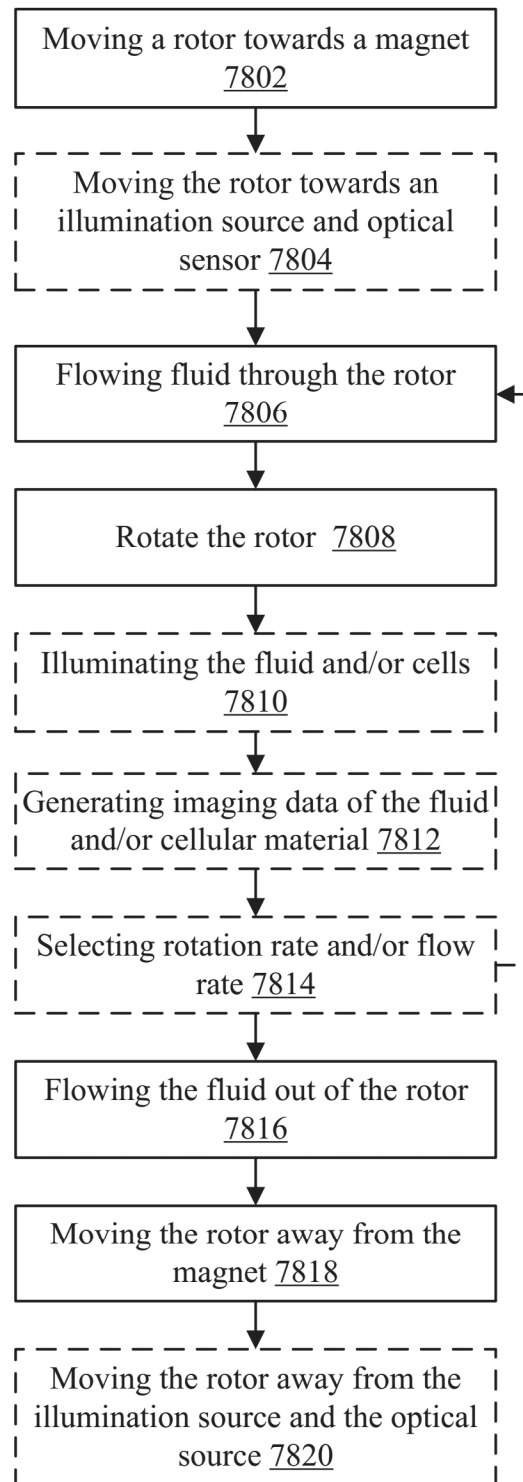 Moving a rotor towards a magnet
7802
Moving the rotor towards an
illumination source and optical
sensor 7804
Flowing fluid through the rotor
7806
Rotate the rotor 7808
Illuminating the fluid and/or cells
7810
Generating imaging data of the fluid
and/or cellular material 7812
Selecting rotation rate and/or flow
rate 7814
Flowing the fluid out of the rotor
7816
Moving the rotor away from the
magnet 7818
Moving the rotor away from the
illumination source and the optical
source 7820